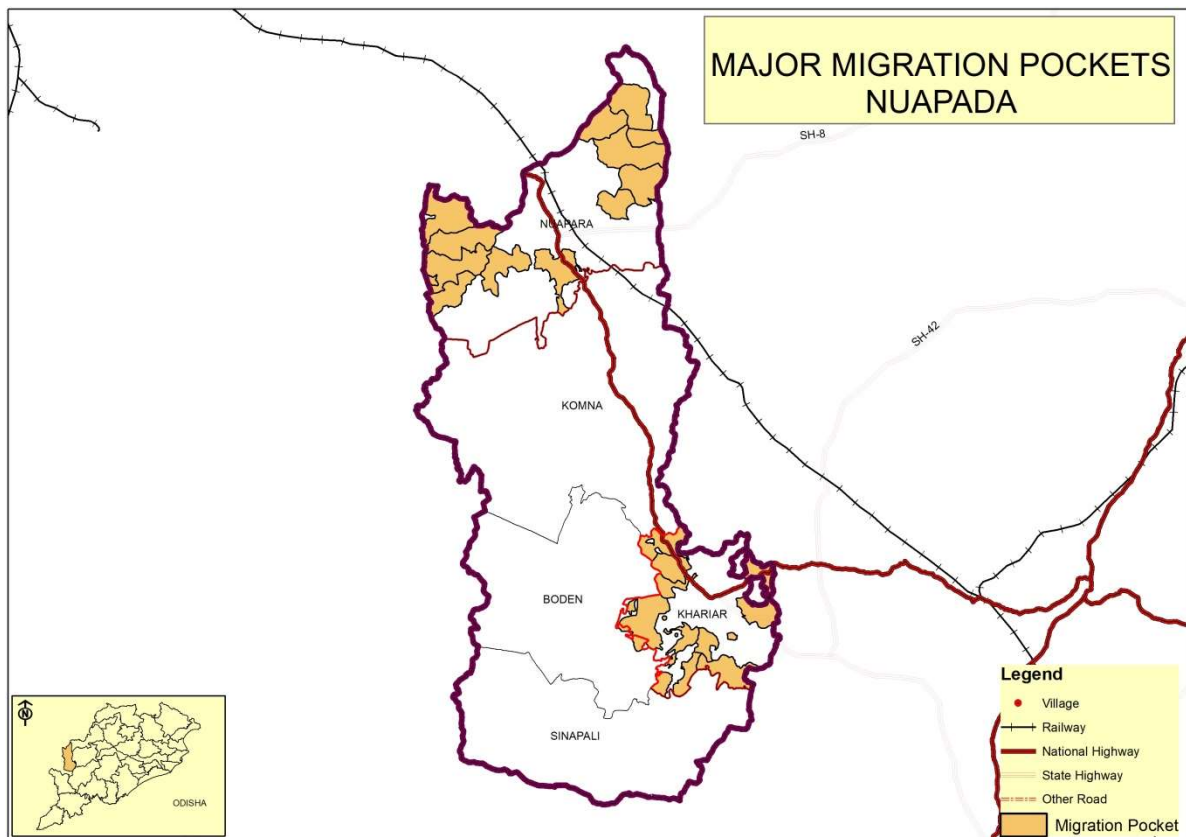 MAJOR MIGRATION POCKETS
NUAPADA
SH-8
NUAPARA
SH-42
KOMNA
BODEN
KHARIAR
SINAPALI
N
ODISHA
Legend
Village
Railway
National Highway
State Highway
Other Road
Migration Pocket